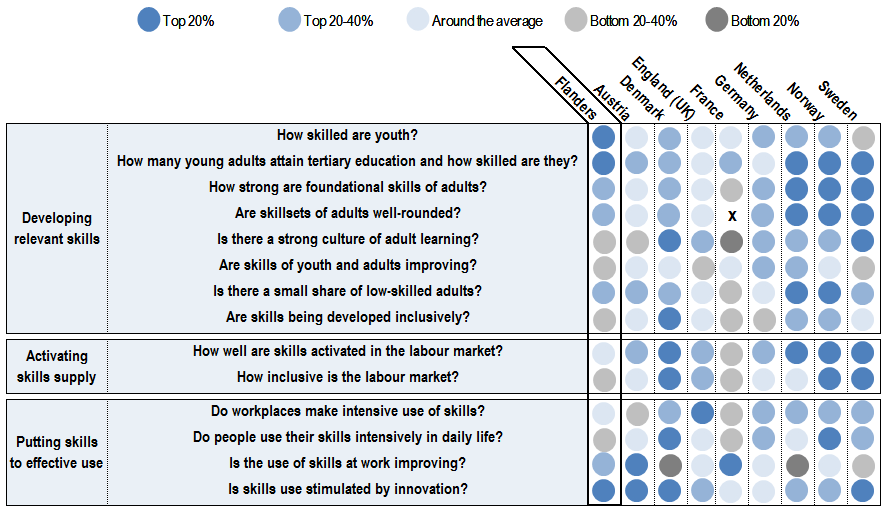 Top 20% Top 20-40% Around the average Bottom 20-40% Bottom 20%
Flanders Austria Denmark England (UK) France Germany Netherlands Norway Sweden
How skilled are youth?
How many young adults attain tertiary education and how skilled are they?
How strong are foundational skills of adults?
Are skillsets of adults well-rounded? x
Developing
relevant skills
Is there a strong culture of adult learning?
Are skills of youth and adults improving?
Is there a small share of low-skilled adults?
Are skills being developed inclusively?
Activating
skills supply
How well are skills activated in the labour market?
How inclusive is the labour market?
Do workplaces make intensive use of skills?
Putting skills
to effective use
Do people use their skills intensively in daily life?
Is the use of skills at work improving?
Is skills use stimulated by innovation?